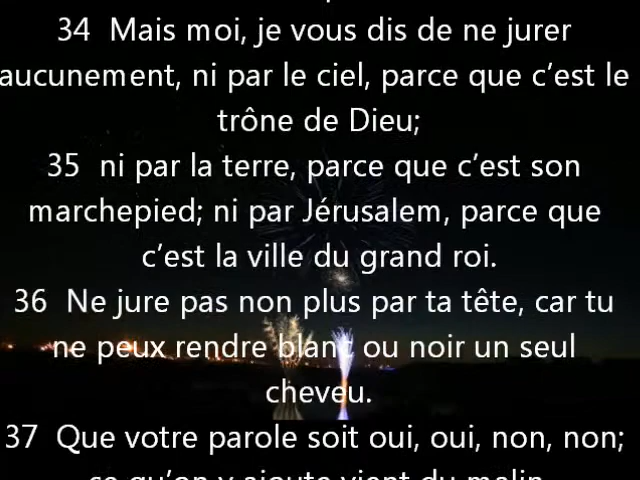 34 Mais moi, je vous dis de ne jurer
aucunement, ni par le ciel, parce que c’est le
trône de Dieu;
35 ni par la terre, parce que c’est son
marchepied; ni par Jérusalem, parce que
c’est la ville du grand roi.
36 Ne jure pas non plus par ta tête, car tu
ne peux rendre blanc ou noir un seul
cheveu.
37 Que votre parole soit oui, oui, non, non;
ce qu’on y ajoute vient du malin